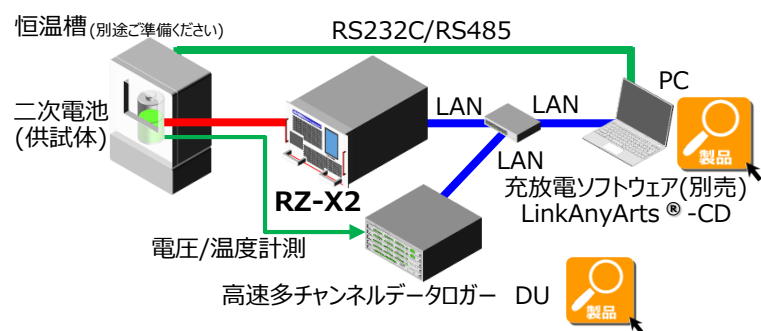 恒温槽(別途ご準備ください)
RS232C/RS485
PC
二次電池
(供試体)
LAN
LAN
製品
LAN
RZ-X2
充放電ソフトウェア(別売)
LinkAnyArts®-CD
電圧/温度計測
高速多チャンネルデータロガー DU
製品